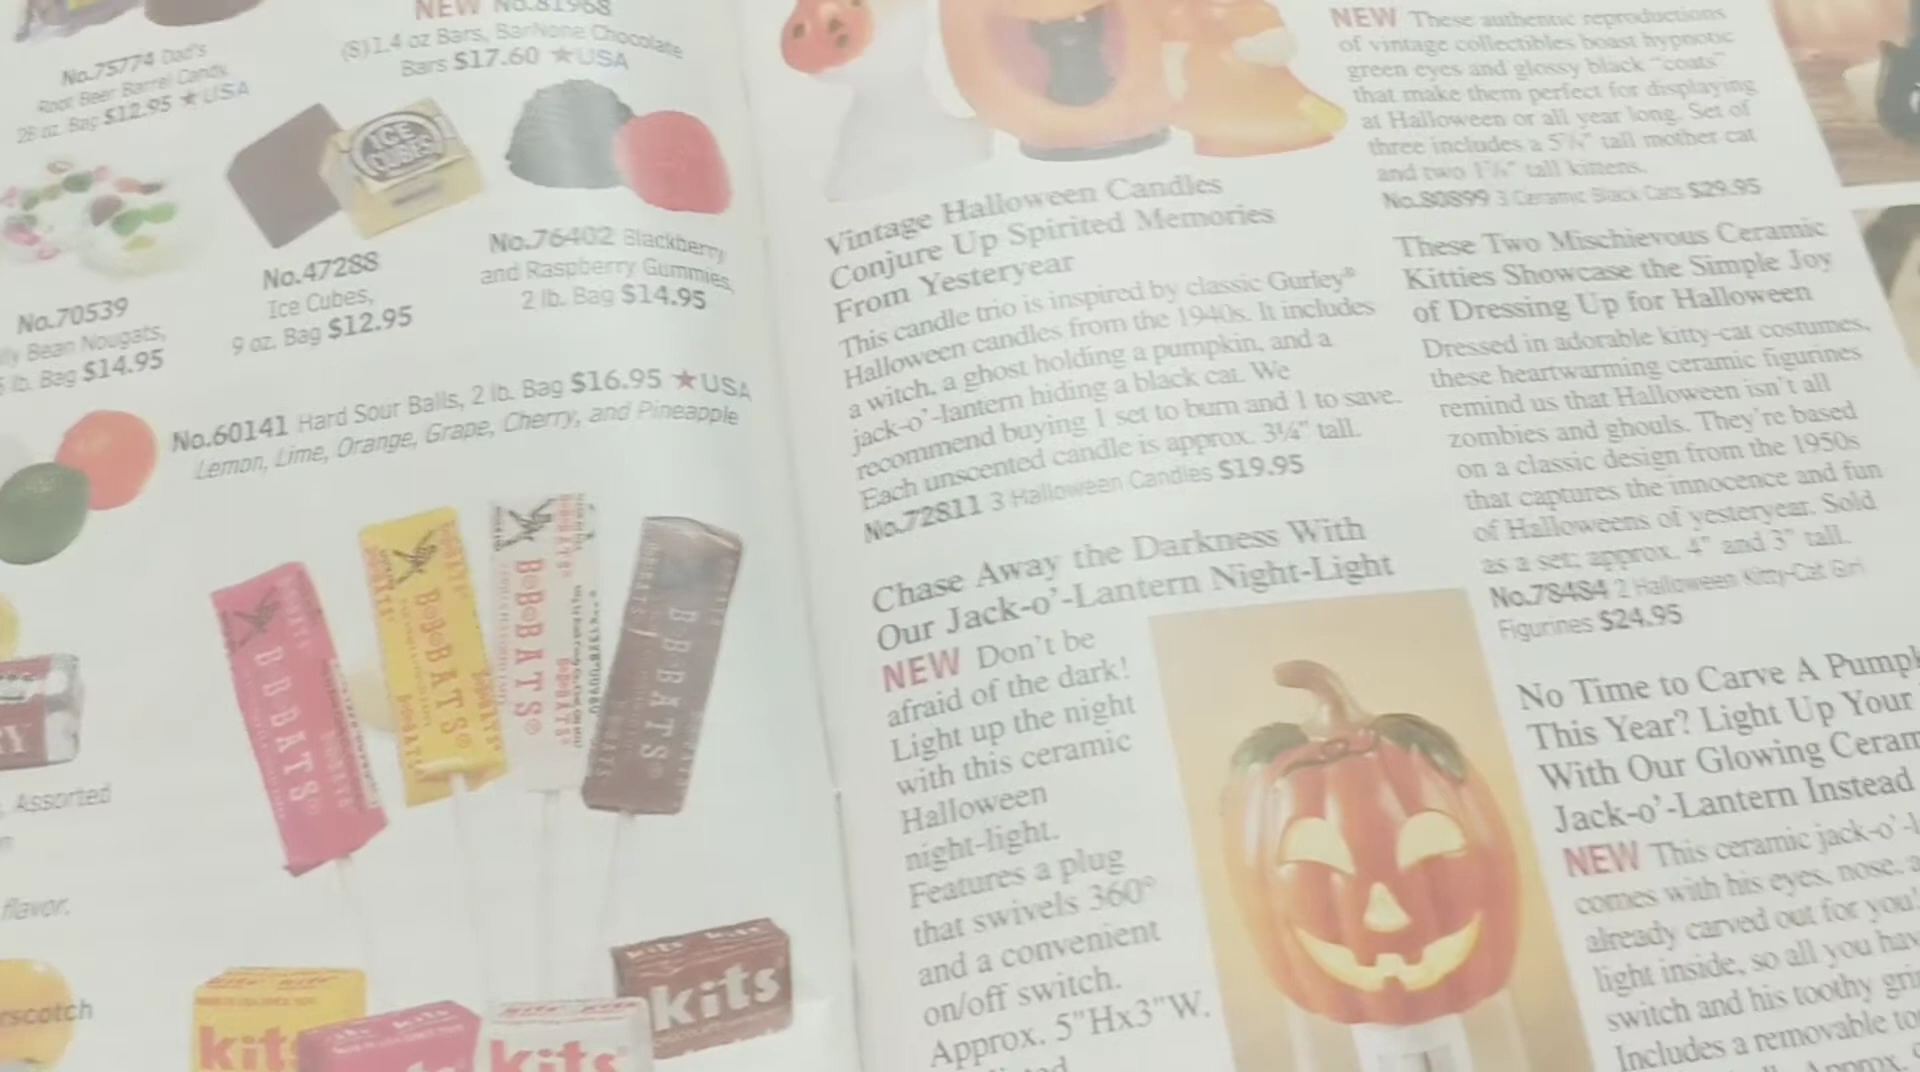 No.75774 Dad's
Root Beer Barrel Candy,
28 oz. Bag $12.95 ★USA
NEW No.81968
(8) 1.4 oz Bars, BarNone Chocolate
Bars $17.60 ★USA
ICE
CUBES
No.70539
Bean Nougats,
lb. Bag $14.95
No.47288
Ice Cubes,
9 oz. Bag $12.95
No.76402 Blackberry
and Raspberry Gummies,
2 lb. Bag $14.95
No.60141 Hard Sour Balls, 2 lb. Bag $16.95 ★USA
Lemon, Lime, Orange, Grape, Cherry, and Pineapple
B·B·BATS
B·B·BATS®
B·B·BATS®
B·B·BATS®
Assorted
flavor.
kits
kits
kits
Vintage Halloween Candles
Conjure Up Spirited Memories
From Yesteryear
This candle trio is inspired by classic Gurley®
Halloween candles from the 1940s. It includes
a witch, a ghost holding a pumpkin, and a
jack-o'-lantern hiding a black cat. We
recommend buying 1 set to burn and 1 to save.
Each unscented candle is approx. 3¼" tall.
No.72811 3 Halloween Candles $19.95
Chase Away the Darkness With
Our Jack-o'-Lantern Night-Light
NEW Don't be
afraid of the dark!
Light up the night
with this ceramic
Halloween
night-light.
Features a plug
that swivels 360°
and a convenient
on/off switch.
Approx. 5"Hx3"W.
NEW These authentic reproductions
of vintage collectibles boast hypnotic
green eyes and glossy black "coats"
that make them perfect for displaying
at Halloween or all year long. Set of
three includes a tall mother cat
and two tall kittens.
No.80899 3 Ceramic Black Cats $29.95
These Two Mischievous Ceramic
Kitties Showcase the Simple Joy
of Dressing Up for Halloween
Dressed in adorable kitty-cat costumes,
these heartwarming ceramic figurines
remind us that Halloween isn't all
zombies and ghouls. They're based
on a classic design from the 1950s
that captures the innocence and fun
of Halloweens of yesteryear. Sold
as a set; approx. 4" and 3" tall.
No.78484 2 Halloween Kitty-Cat Girl
Figurines $24.95
No Time to Carve A
This Year? Light Up Your
With Our Glowing
Jack-o'-Lantern Instead
NEW This ceramic
comes with his eyes, nose,
already carved out for you!
light inside, so all you
switch and his toothy
Includes a removable